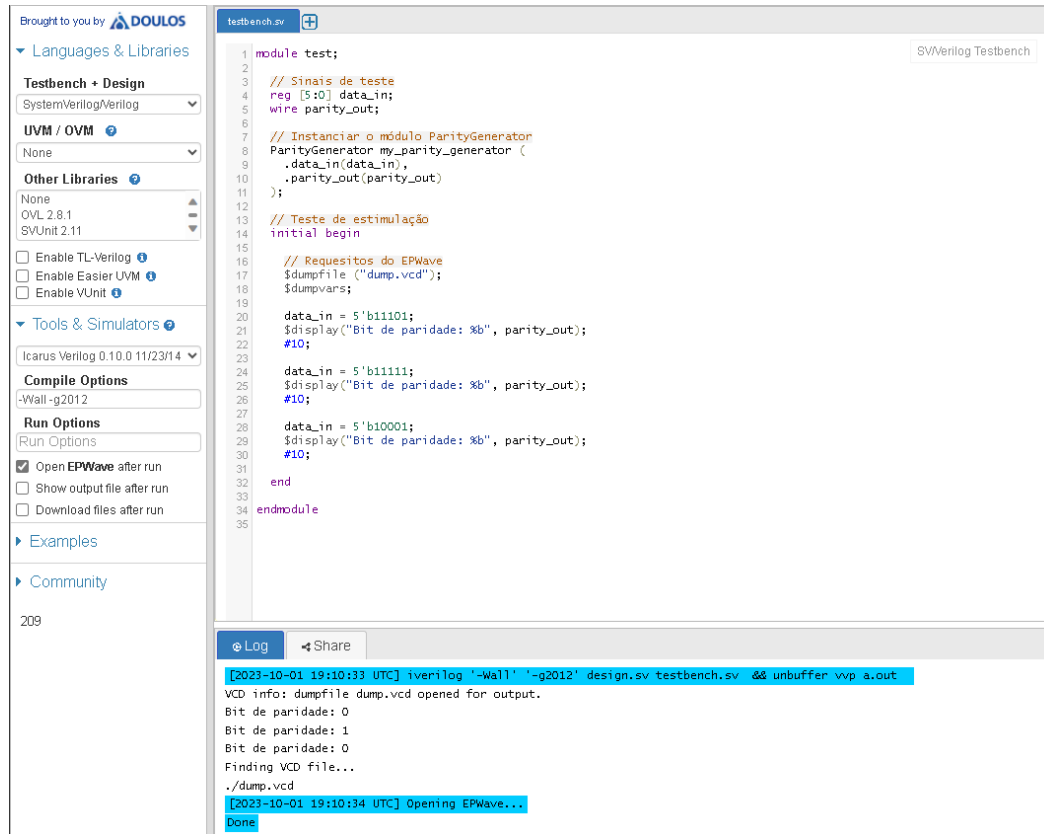 Brought to you by DOULOS
Languages & Libraries
Testbench + Design
SystemVerilog/Verilog
UVM / OVM ?
None
Other Libraries ?
None
OVL 2.8.1
SVUnit 2.11
Enable TL-Verilog i
Enable Easier UVM i
Enable VUnit i
Tools & Simulators ?
Icarus Verilog 0.10.0 11/23/14
Compile Options
-Wall -g2012
Run Options
Run Options
Open EPWave after run
Show output file after run
Download files after run
Examples
Community
209
testbench.sv
SV/Verilog Testbench
1 module test;
2
3 // Sinais de teste
4 reg [5:0] data_in;
5 wire parity_out;
6
7 // Instanciar o módulo ParityGenerator
8 ParityGenerator my_parity_generator (
9 .data_in(data_in),
10 .parity_out(parity_out)
11 );
12
13 // Teste de estimulação
14 initial begin
15
16 // Requesitos do EPWave
17 $dumpfile ("dump.vcd");
18 $dumpvars;
19
20 data_in = 5'b11101;
21 $display("Bit de paridade: %b", parity_out);
22 #10;
23
24 data_in = 5'b11111;
25 $display("Bit de paridade: %b", parity_out);
26 #10;
27
28 data_in = 5'b10001;
29 $display("Bit de paridade: %b", parity_out);
30 #10;
31
32 end
33
34 endmodule
35
Log Share
[2023-10-01 19:10:33 UTC] iverilog '-Wall' '-g2012' design.sv testbench.sv && unbuffer vvp a.out
VCD info: dumpfile dump.vcd opened for output.
Bit de paridade: 0
Bit de paridade: 1
Bit de paridade: 0
Finding VCD file...
./dump.vcd
[2023-10-01 19:10:34 UTC] Opening EPWave...
Done